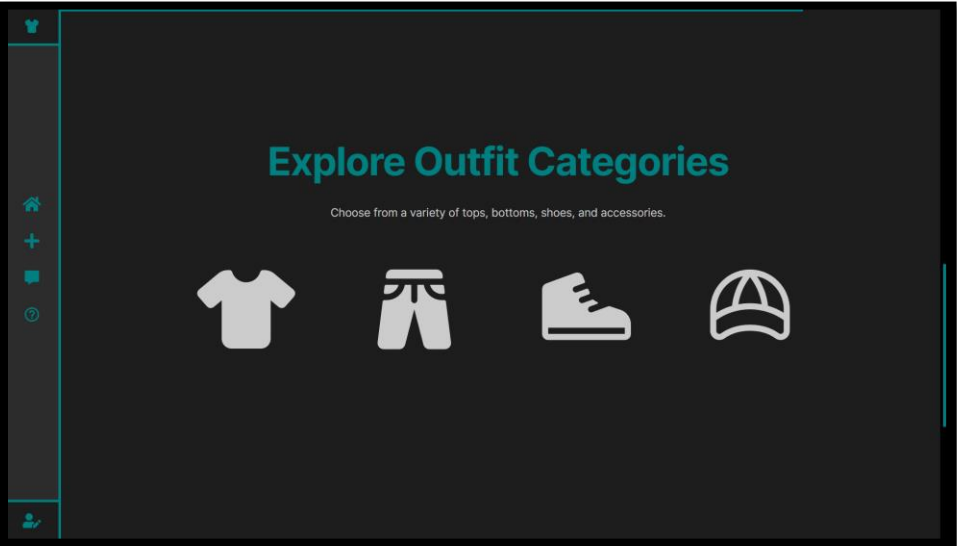 Explore Outfit Categories
Choose from a variety of tops, bottoms, shoes, and accessories.